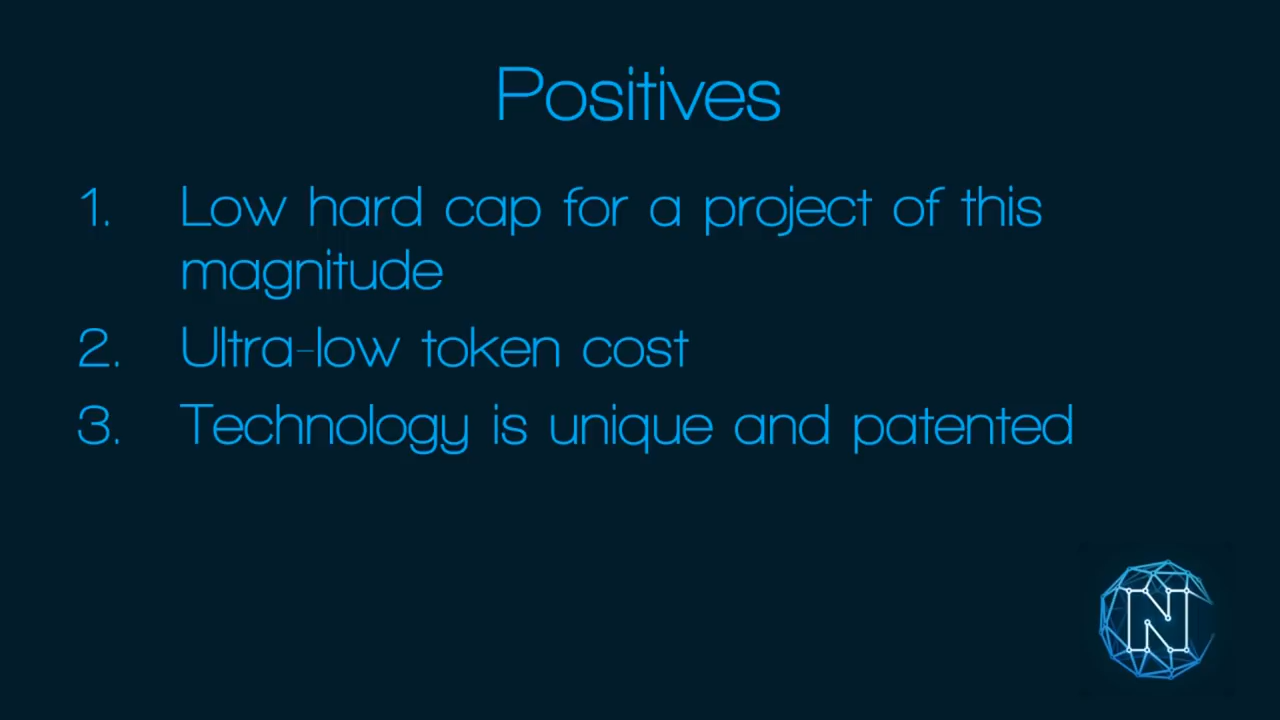 Positives
1. Low hard cap for a project of this
magnitude
2. Ultra-low token cost
3. Technology is unique and patented
N